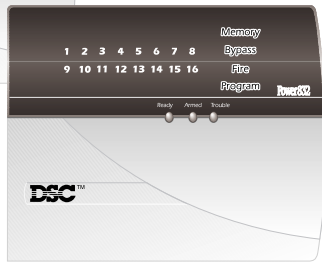 Memory
1 2 3 4 5 6 7 8 Bypass
9 10 11 12 13 14 15 16 Fire
Program Power832
Ready Armed Trouble
DSC™